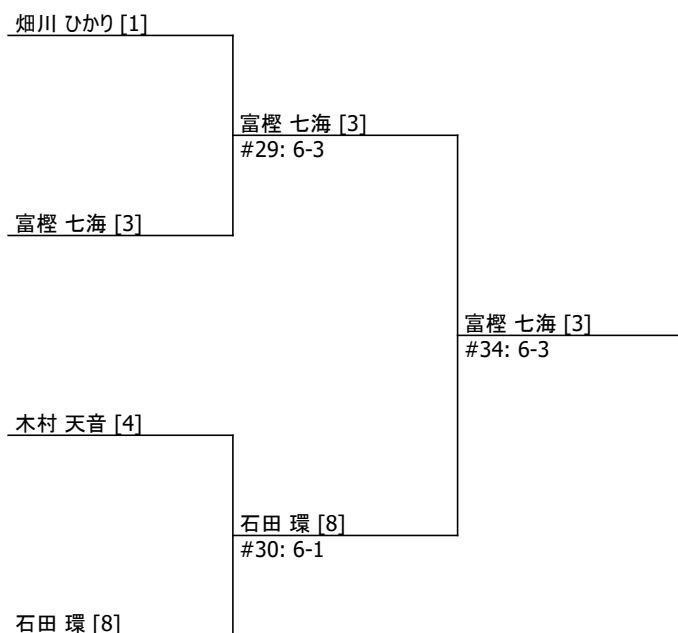 畑川 ひかり [1]
富樫 七海 [3]
#29: 6-3
富樫 七海 [3]
富樫 七海 [3]
#34: 6-3
木村 天音 [4]
石田 環 [8]
#30: 6-1
石田 環 [8]